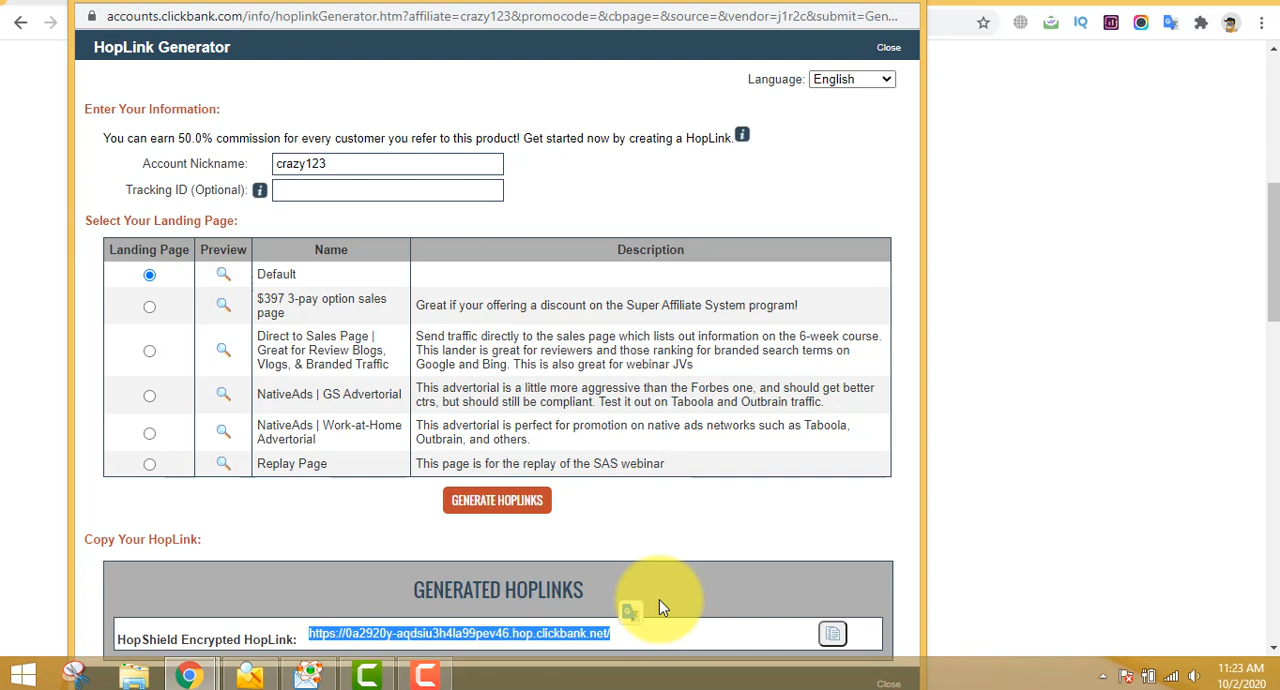 accounts.clickbank.com/info/hoplinkGenerator.htm?affiliate=crazy123&promocode=&cbpage=&source=&vendor=j1r2c&submit=Gen...
HopLink Generator
Close
Language: English
Enter Your Information:
You can earn 50.0% commission for every customer you refer to this product! Get started now by creating a HopLink.
Account Nickname: crazy123
Tracking ID (Optional):
Select Your Landing Page:
Landing Page Preview Name Description
Default
$397 3-pay option sales
page
Great if your offering a discount on the Super Affiliate System program!
Direct to Sales Page |
Great for Review Blogs,
Vlogs, & Branded Traffic
Send traffic directly to the sales page which lists out information on the 6-week course.
This lander is great for reviewers and those ranking for branded search terms on
Google and Bing. This is also great for webinar JVs
NativeAds | GS Advertorial
This advertorial is a little more aggressive than the Forbes one, and should get better
ctrs, but should still be compliant. Test it out on Taboola and Outbrain traffic.
NativeAds | Work-at-Home
Advertorial
This advertorial is perfect for promotion on native ads networks such as Taboola,
Outbrain, and others.
Replay Page
This page is for the replay of the SAS webinar
GENERATE HOPLINKS
Copy Your HopLink:
GENERATED HOPLINKS
HopShield Encrypted HopLink: https://0a2920y-aqdsiu3h4la99pev46.hop.clickbank.net/
Close
11:23 AM
10/2/2020